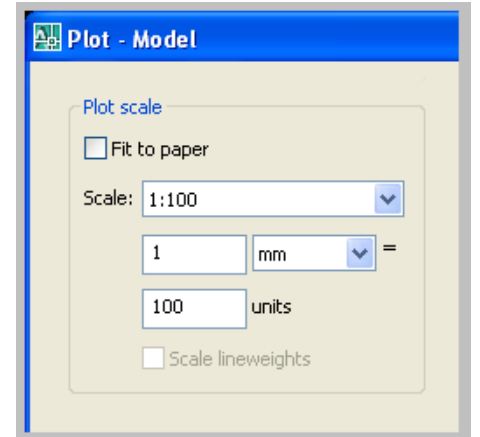 Plot - Model
Plot scale
Fit to paper
Scale: 1:100
1 mm =
100 units
Scale lineweights